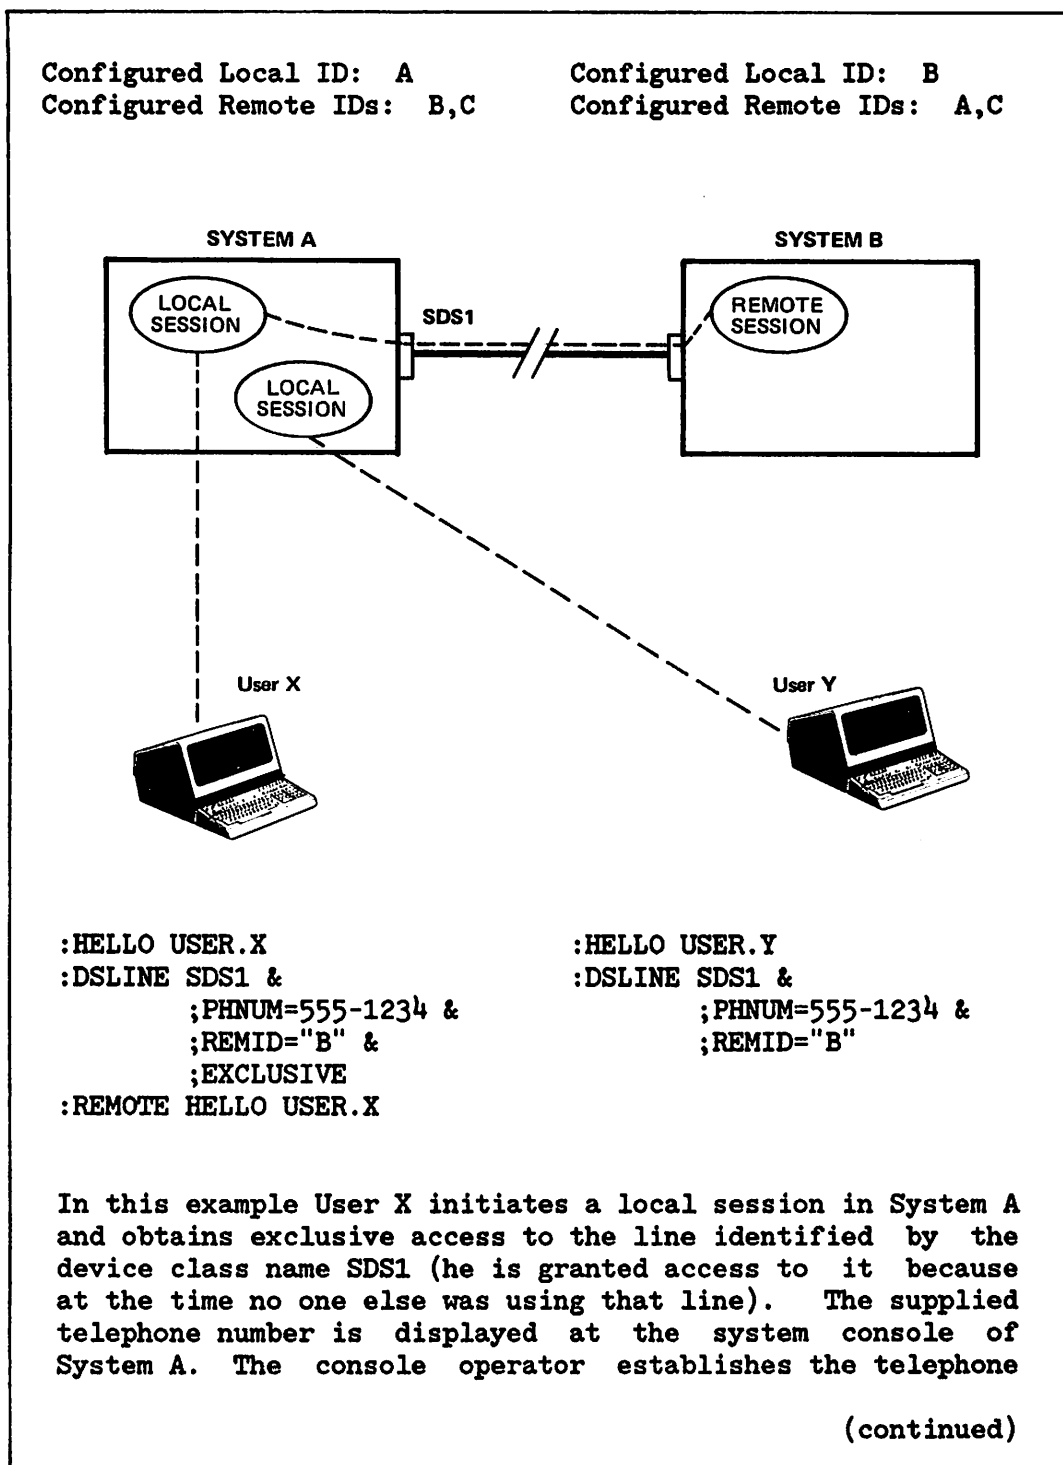 Configured Local ID:  A
Configured Remote IDs:  B,C
Configured Local ID:  B
Configured Remote IDs:  A,C
SYSTEM A
SYSTEM B
LOCAL
SESSION
SDS1
REMOTE
SESSION
LOCAL
SESSION
User X
User Y
:HELLO USER.X
:DSLINE SDS1 &
;PHNUM=555-1234 &
;REMID="B" &
;EXCLUSIVE
:REMOTE HELLO USER.X
:HELLO USER.Y
:DSLINE SDS1 &
;PHNUM=555-1234 &
;REMID="B"
In this example User X initiates a local session in System A
and obtains exclusive access to the line identified by the
device class name SDS1 (he is granted access to it because
at the time no one else was using that line). The supplied
telephone number is displayed at the system console of
System A. The console operator establishes the telephone
(continued)